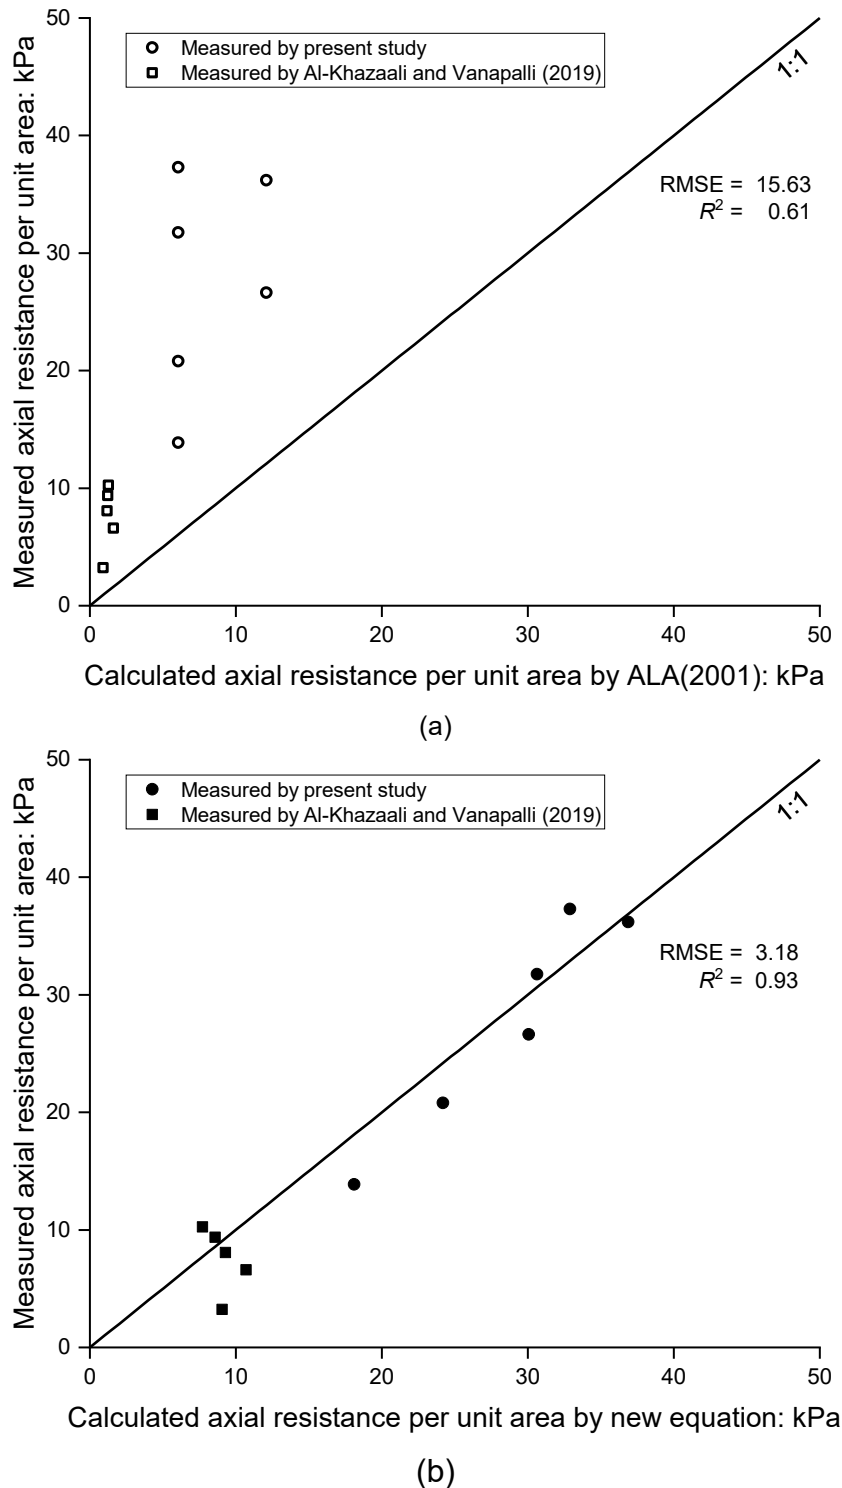 50
Measured by present study
Measured by Al-Khazaali and Vanapalli (2019)
1:1
40
RMSE = 15.63
R² = 0.61
30
20
10
0
Measured axial resistance per unit area: kPa
0 10 20 30 40 50
Calculated axial resistance per unit area by ALA(2001): kPa
(a)
50
Measured by present study
Measured by Al-Khazaali and Vanapalli (2019)
1:1
40
RMSE = 3.18
R² = 0.93
30
20
10
0
Measured axial resistance per unit area: kPa
0 10 20 30 40 50
Calculated axial resistance per unit area by new equation: kPa
(b)